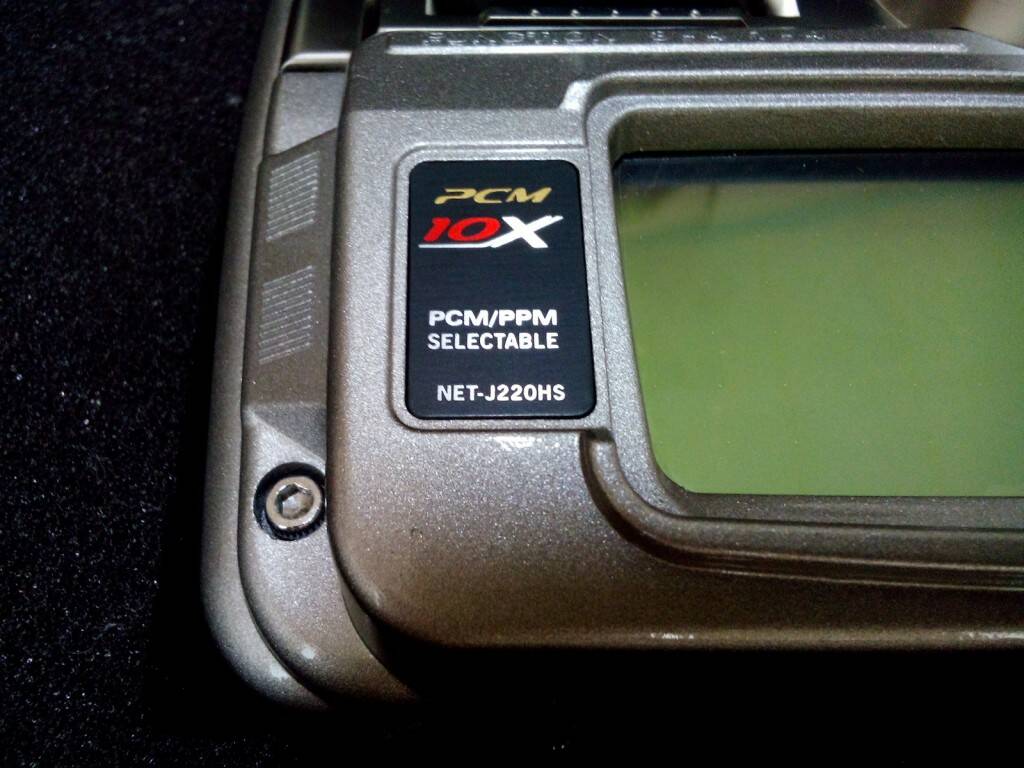 PCM
10X
PCM/PPM
SELECTABLE
NET-J220HS